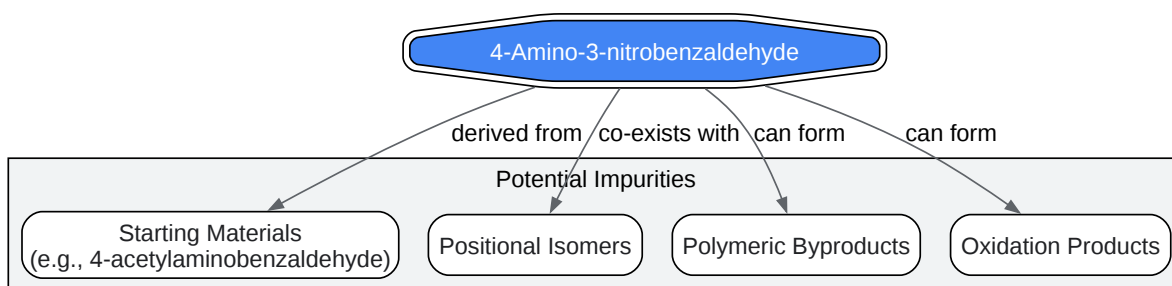 4-Amino-3-nitrobenzaldehyde
derived from
co-exists with
can form
can form
Potential Impurities
Starting Materials
(e.g., 4-acetylaminobenzaldehyde)
Positional Isomers
Polymeric Byproducts
Oxidation Products